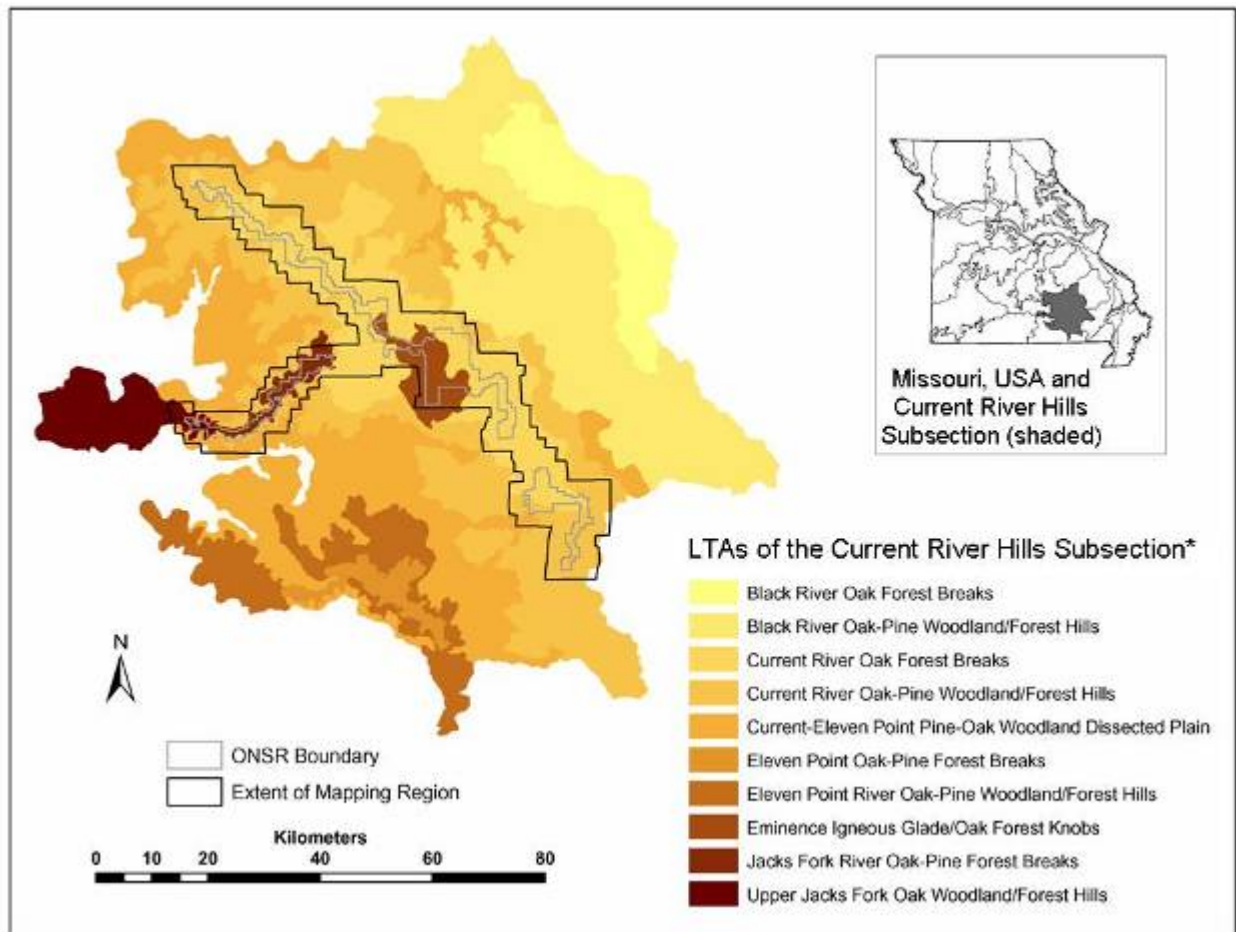 Missouri, USA and
Current River Hills
Subsection (shaded)
LTAs of the Current River Hills Subsection*
Black River Oak Forest Breaks
Black River Oak-Pine Woodland/Forest Hills
Current River Oak Forest Breaks
Current River Oak-Pine Woodland/Forest Hills
Current-Eleven Point Pine-Oak Woodland Dissected Plain
Eleven Point Oak-Pine Forest Breaks
Eleven Point River Oak-Pine Woodland/Forest Hills
Eminence Igneous Glade/Oak Forest Knobs
Jacks Fork River Oak-Pine Forest Breaks
Upper Jacks Fork Oak Woodland/Forest Hills
N
ONSR Boundary
Extent of Mapping Region
Kilometers
0 10 20 40 60 80